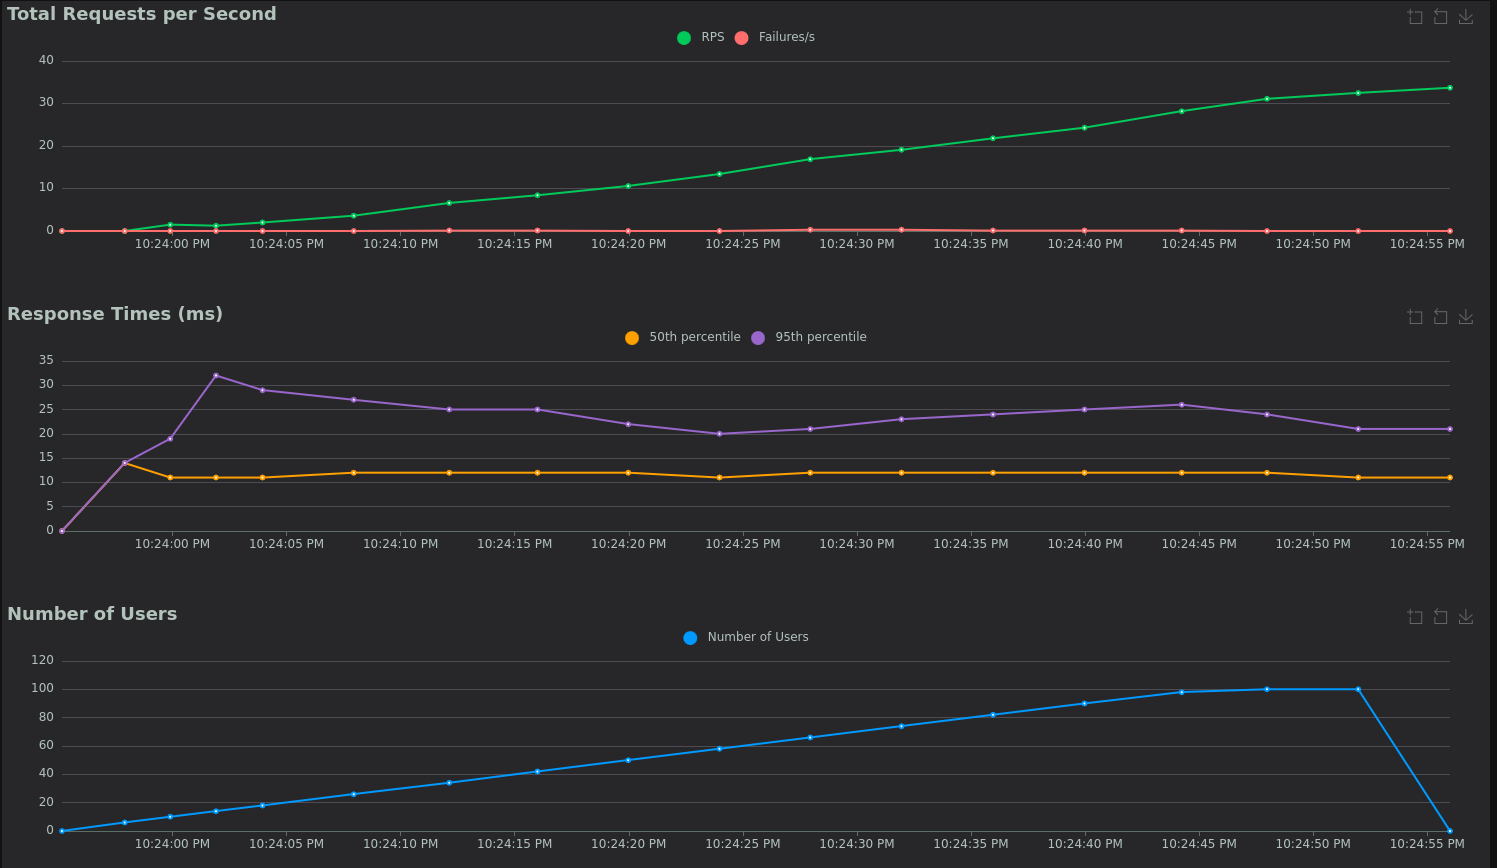 Total Requests per Second
RPS Failures/s
40
30
20
10
0
10:24:00 PM 10:24:05 PM 10:24:10 PM 10:24:15 PM 10:24:20 PM 10:24:25 PM 10:24:30 PM 10:24:35 PM 10:24:40 PM 10:24:45 PM 10:24:50 PM 10:24:55 PM
Response Times (ms)
50th percentile 95th percentile
35
30
25
20
15
10
5
0
10:24:00 PM 10:24:05 PM 10:24:10 PM 10:24:15 PM 10:24:20 PM 10:24:25 PM 10:24:30 PM 10:24:35 PM 10:24:40 PM 10:24:45 PM 10:24:50 PM 10:24:55 PM
Number of Users
Number of Users
120
100
80
60
40
20
0
10:24:00 PM 10:24:05 PM 10:24:10 PM 10:24:15 PM 10:24:20 PM 10:24:25 PM 10:24:30 PM 10:24:35 PM 10:24:40 PM 10:24:45 PM 10:24:50 PM 10:24:55 PM